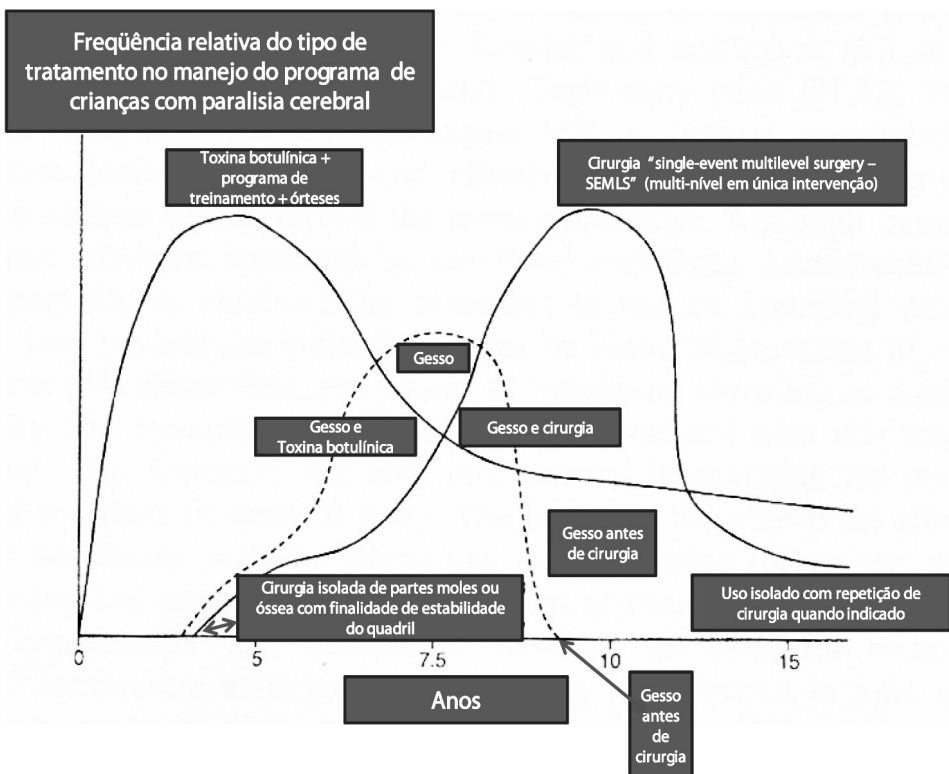 Freqüência relativa do tipo de
tratamento no manejo do programa de
crianças com paralisia cerebral
Toxina botulínica +
programa de
treinamento + órteses
Cirurgia “single-event multilevel surgery –
SEMLS” (multi-nível em única intervenção)
Gesso
Gesso e
Toxina botulínica
Gesso e cirurgia
Gesso antes
de cirurgia
Cirurgia isolada de partes moles ou
óssea com finalidade de estabilidade
do quadril
Uso isolado com repetição de
cirurgia quando indicado
0
5
7.5
10
15
Anos
Gesso
antes
de
cirurgia